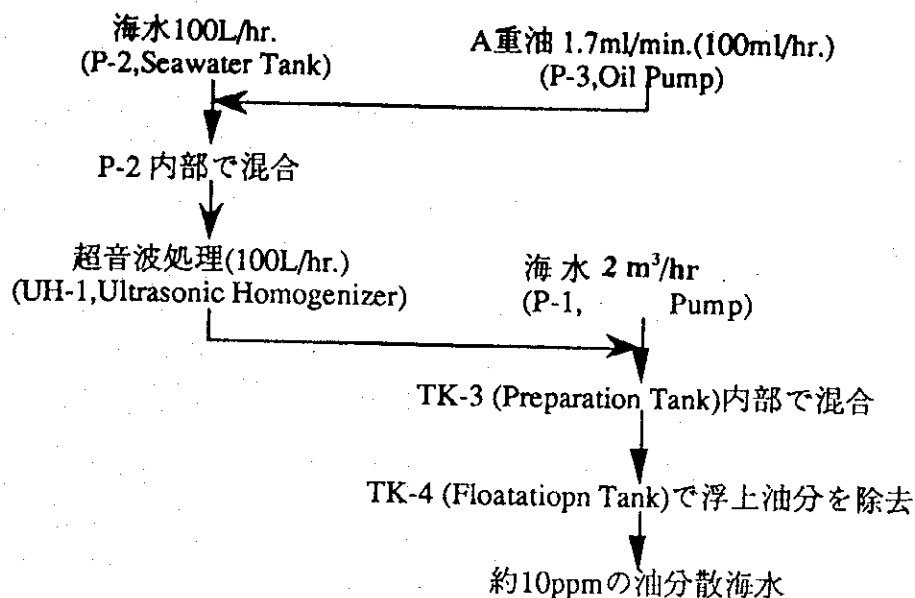 海水100L/hr.
(P-2,Seawater Tank)
A重油 1.7ml/min.(100ml/hr.)
(P-3,Oil Pump)
P-2 内部で混合
超音波処理(100L/hr.)
(UH-1,Ultrasonic Homogenizer)
海 水 2 m³/hr
(P-1, Pump)
TK-3 (Preparation Tank)内部で混合
TK-4 (Floatatiopn Tank)で浮上油分を除去
約10ppmの油分散海水